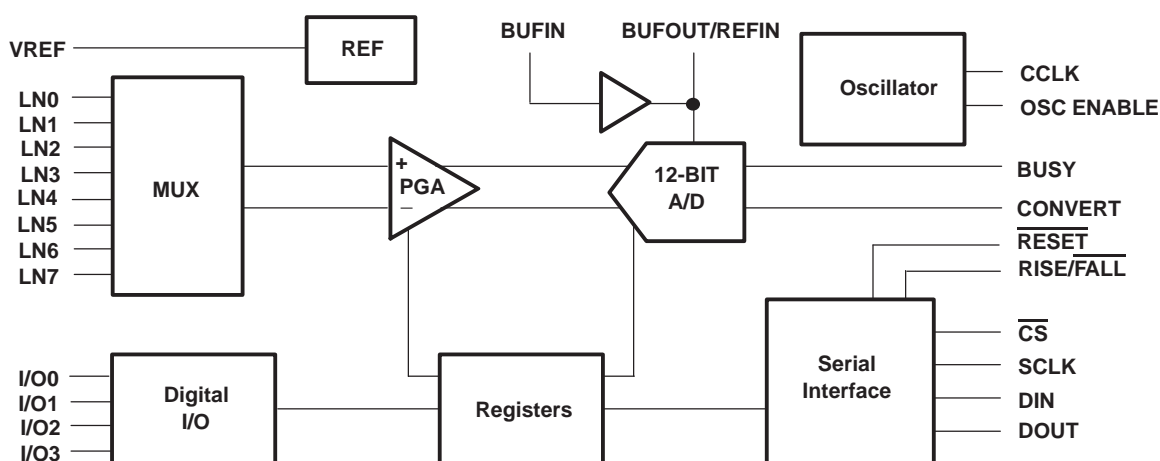 VREF
REF
BUFIN
BUFOUT/REFIN
Oscillator
CCLK
OSC ENABLE
LN0
LN1
LN2
LN3
LN4
LN5
LN6
LN7
MUX
+
PGA
–
12-BIT
A/D
BUSY
CONVERT
RESET
RISE/FALL
I/O0
I/O1
I/O2
I/O3
Digital
I/O
Registers
Serial
Interface
CS
SCLK
DIN
DOUT